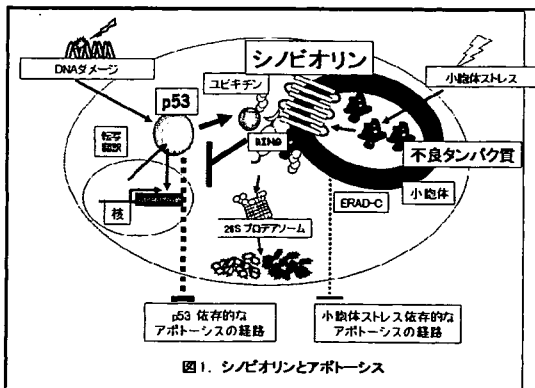 シノビオリン
DNAダメージ
ユビキチン
小胞体ストレス
p53
転写
翻訳
RING
不良タンパク質
小胞体
ERAD-C
核
26S プロテアソーム
p53 依存的な
アポトーシスの経路
小胞体ストレス依存的な
アポトーシスの経路
図1. シノビオリンとアポトーシス